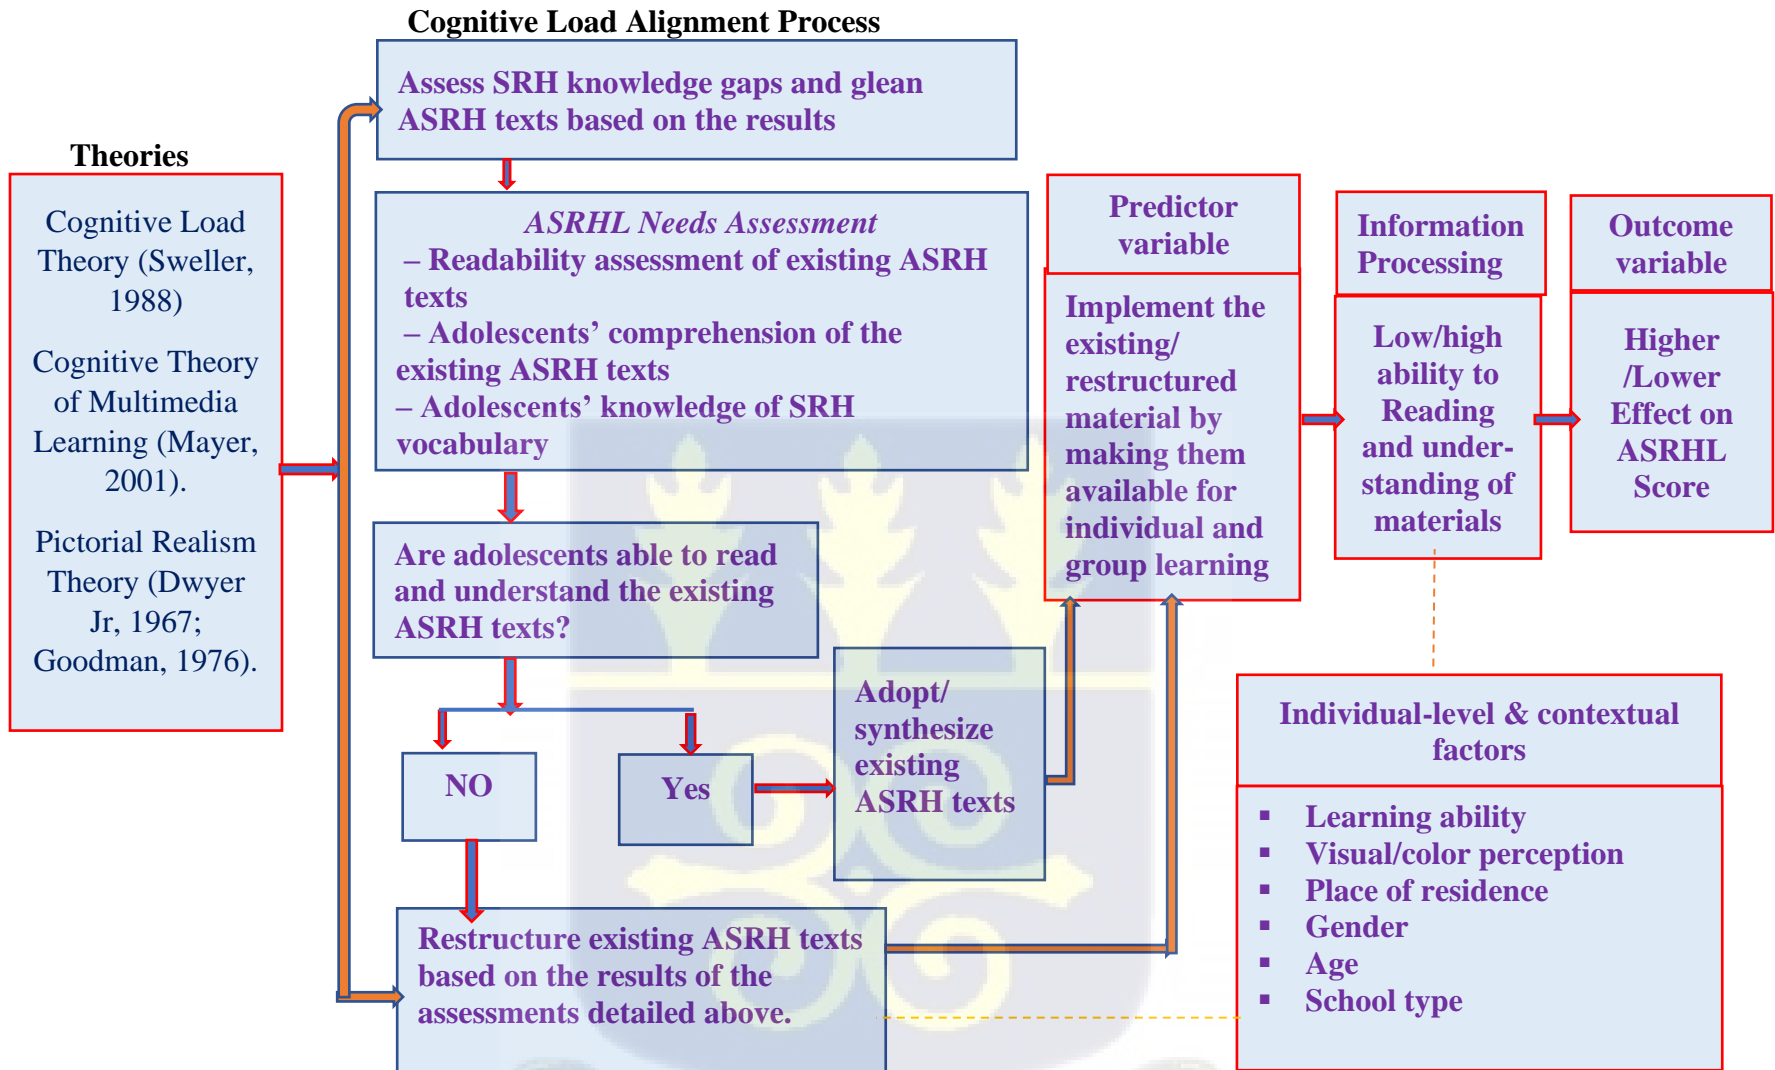 Cognitive Load Alignment Process
Assess SRH knowledge gaps and glean
ASRH texts based on the results
Theories
Cognitive Load
Theory (Sweller,
1988)
Cognitive Theory
of Multimedia
Learning (Mayer,
2001).
Pictorial Realism
Theory (Dwyer
Jr, 1967;
Goodman, 1976).
ASRHL Needs Assessment
– Readability assessment of existing ASRH
texts
– Adolescents’ comprehension of the
existing ASRH texts
– Adolescents’ knowledge of SRH
vocabulary
Are adolescents able to read
and understand the existing
ASRH texts?
NO
Yes
Adopt/
synthesize
existing
ASRH texts
Restructure existing ASRH texts
based on the results of the
assessments detailed above.
Predictor
variable
Implement the
existing/
restructured
material by
making them
available for
individual and
group learning
Information
Processing
Low/high
ability to
Reading
and under-
standing of
materials
Outcome
variable
Higher
/Lower
Effect on
ASRHL
Score
Individual-level & contextual
factors
▪ Learning ability
▪ Visual/color perception
▪ Place of residence
▪ Gender
▪ Age
▪ School type